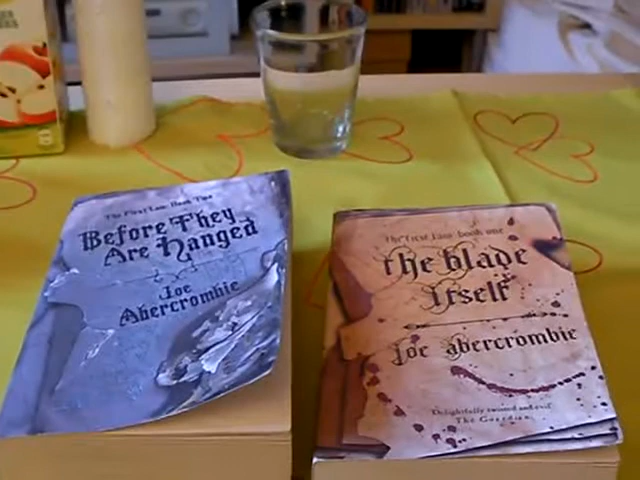 The First Law: Book Two
Before They
Are Hanged
Joe
Abercrombie
The First Law: book one
the blade
itself
Joe abercrombie
Delightfully twisted and evil
The Guardian